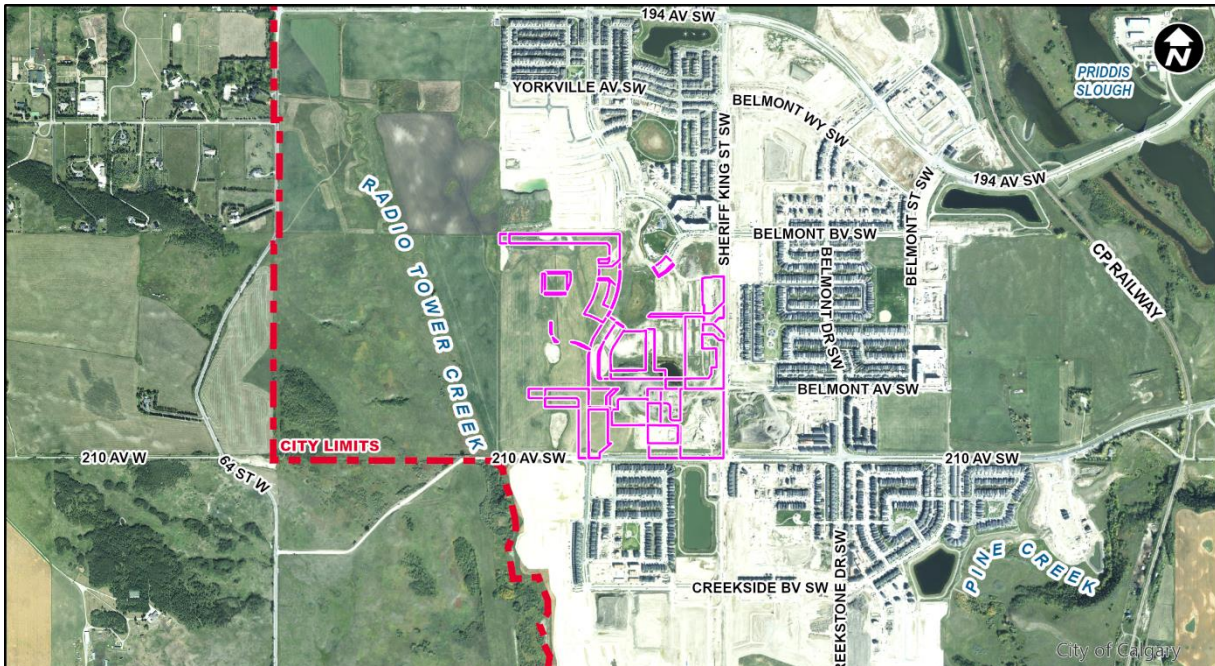 194 AV SW
N
PRIDDIS
SLOUGH
YORKVILLE AV SW
BELMONT WY SW
SHERIFF KING ST SW
194 AV SW
BELMONT ST SW
RADIO TOWER CREEK
BELMONT BV SW
BELMONT DR SW
CP RAILWAY
BELMONT AV SW
CITY LIMITS
210 AV W
64 ST W
210 AV SW
210 AV SW
PINE CREEK
CREEKSIDE BV SW
REEKSTONE DR SW
City of Calgary